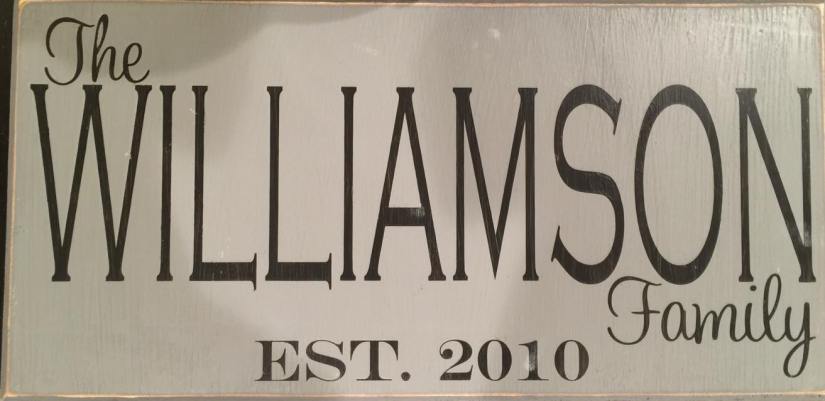 The
WILLIAMSON
Family
EST. 2010